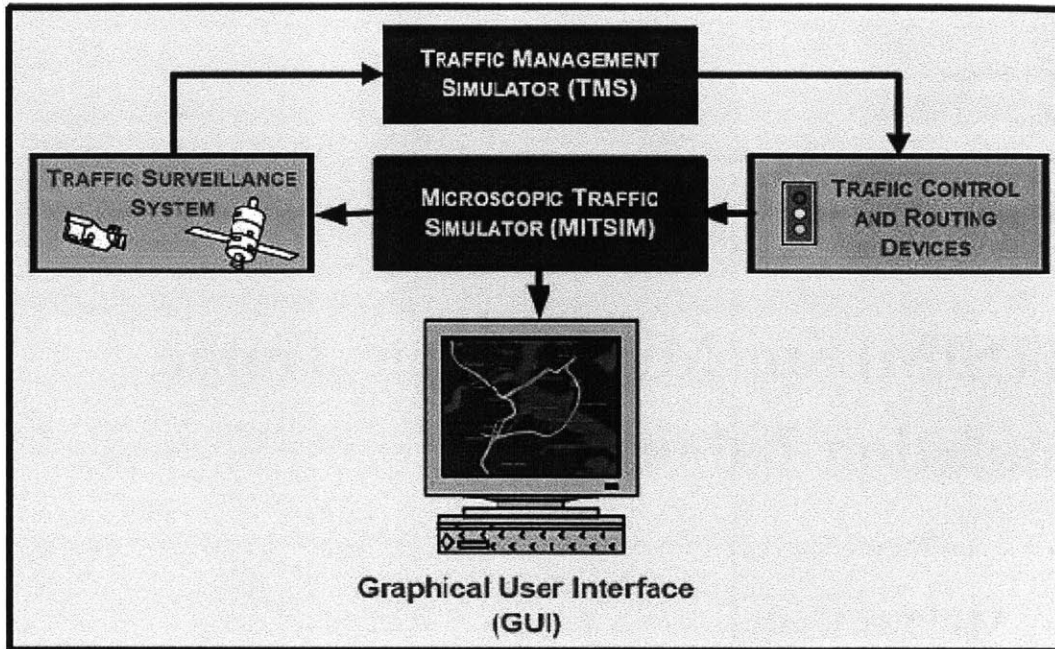 TRAFFIC MANAGEMENT
SIMULATOR (TMS)
TRAFFIC SURVEILLANCE
SYSTEM
MICROSCOPIC TRAFFIC
SIMULATOR (MITSIM)
TRAFIIC CONTROL
AND ROUTING
DEVICES
Graphical User Interface
(GUI)